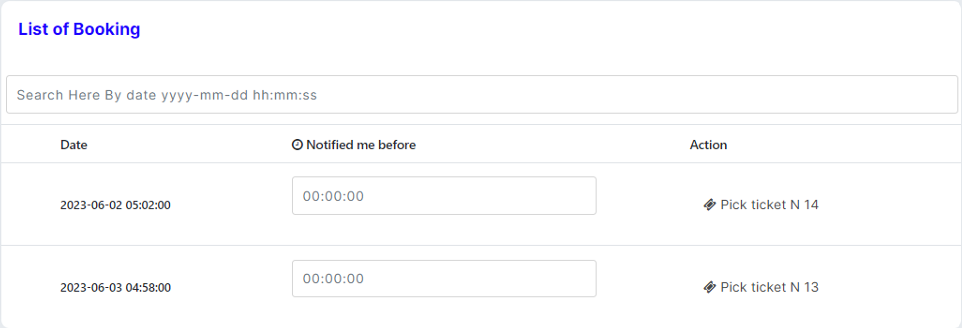 List of Booking
Search Here By date yyyy-mm-dd hh:mm:ss
Date Notified me before Action
2023-06-02 05:02:00 00:00:00 Pick ticket N 14
2023-06-03 04:58:00 00:00:00 Pick ticket N 13